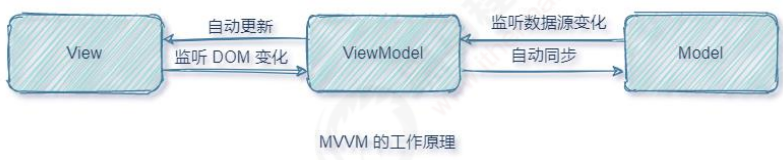 自动更新
监听数据源变化
View
ViewModel
Model
监听 DOM 变化
自动同步
MVVM 的工作原理